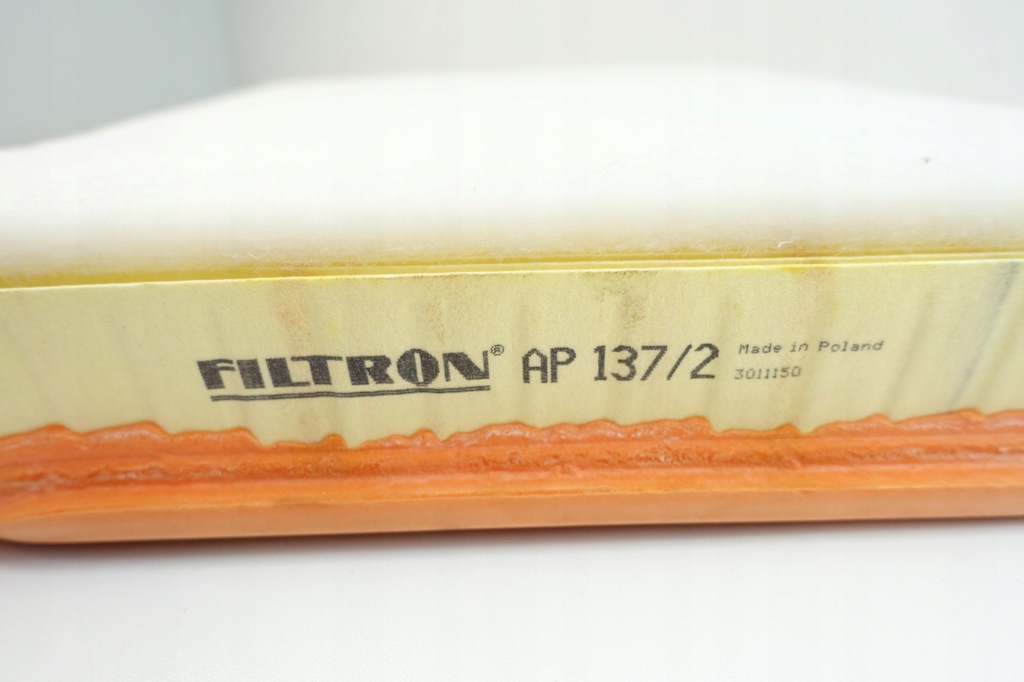 FILTRON® AP 137/2 Made in Poland
3011150